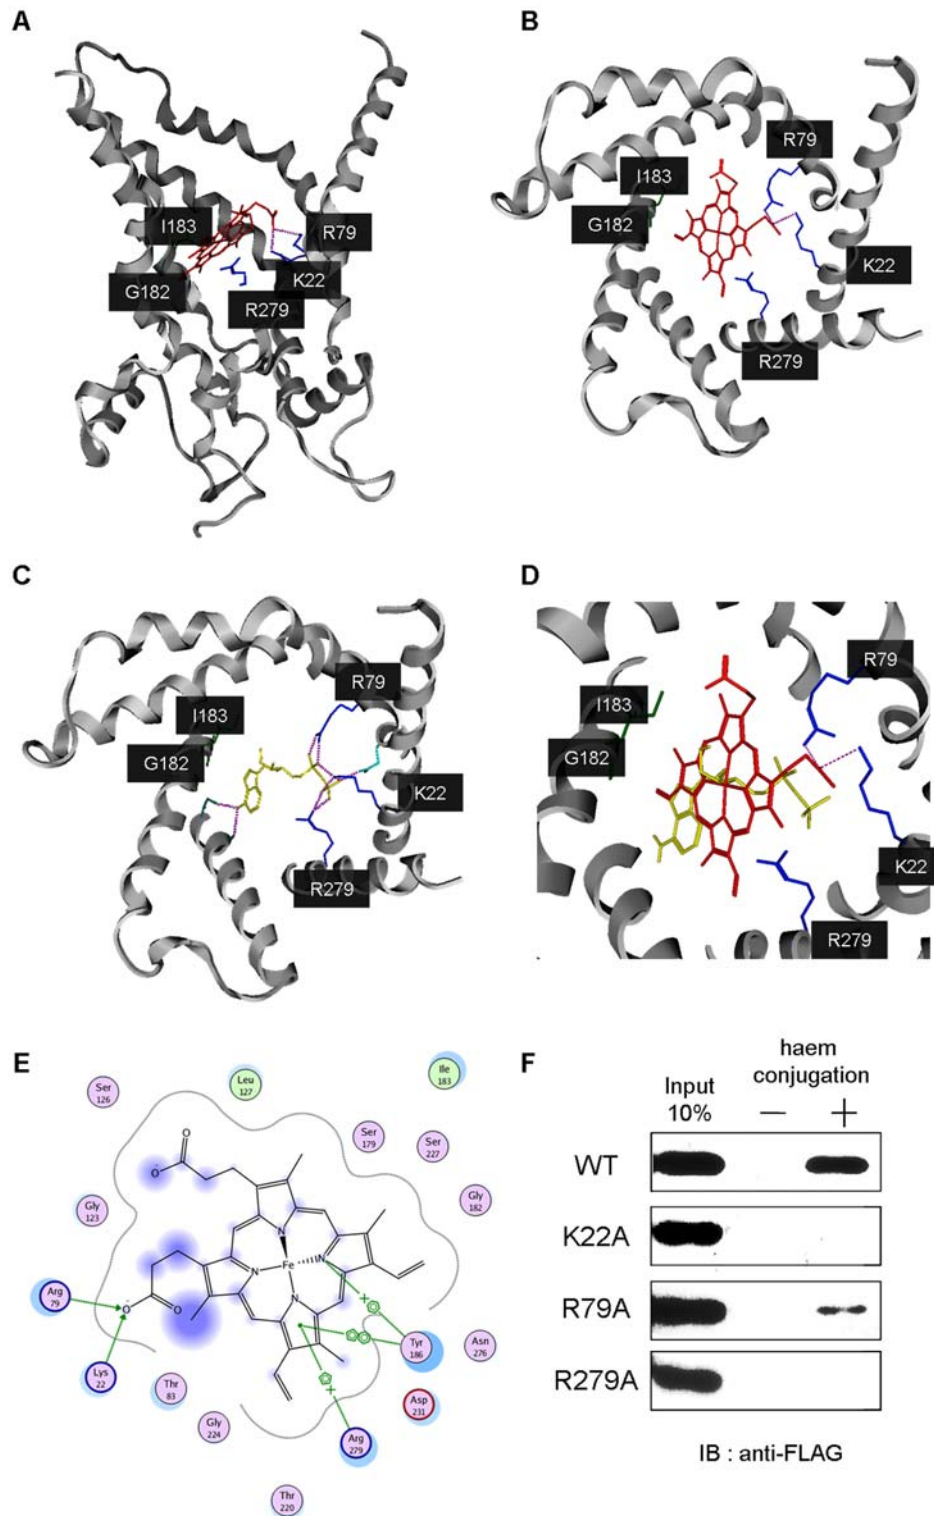 A
I183
R79
G182
K22
R279
B
R79
I183
G182
K22
R279
C
R79
I183
G182
K22
R279
D
R79
I183
G182
K22
R279
E
Ser
126
Leu
127
Ile
183
Ser
179
Ser
227
Gly
182
Gly
123
O
O
N
Fe
N
N
N
Arg
79
O
O
Tyr
186
Asn
276
Lys
22
Thr
83
Asp
231
Gly
224
Arg
279
Thr
220
F
haem
conjugation
Input
10%
− +
WT
K22A
R79A
R279A
IB : anti-FLAG